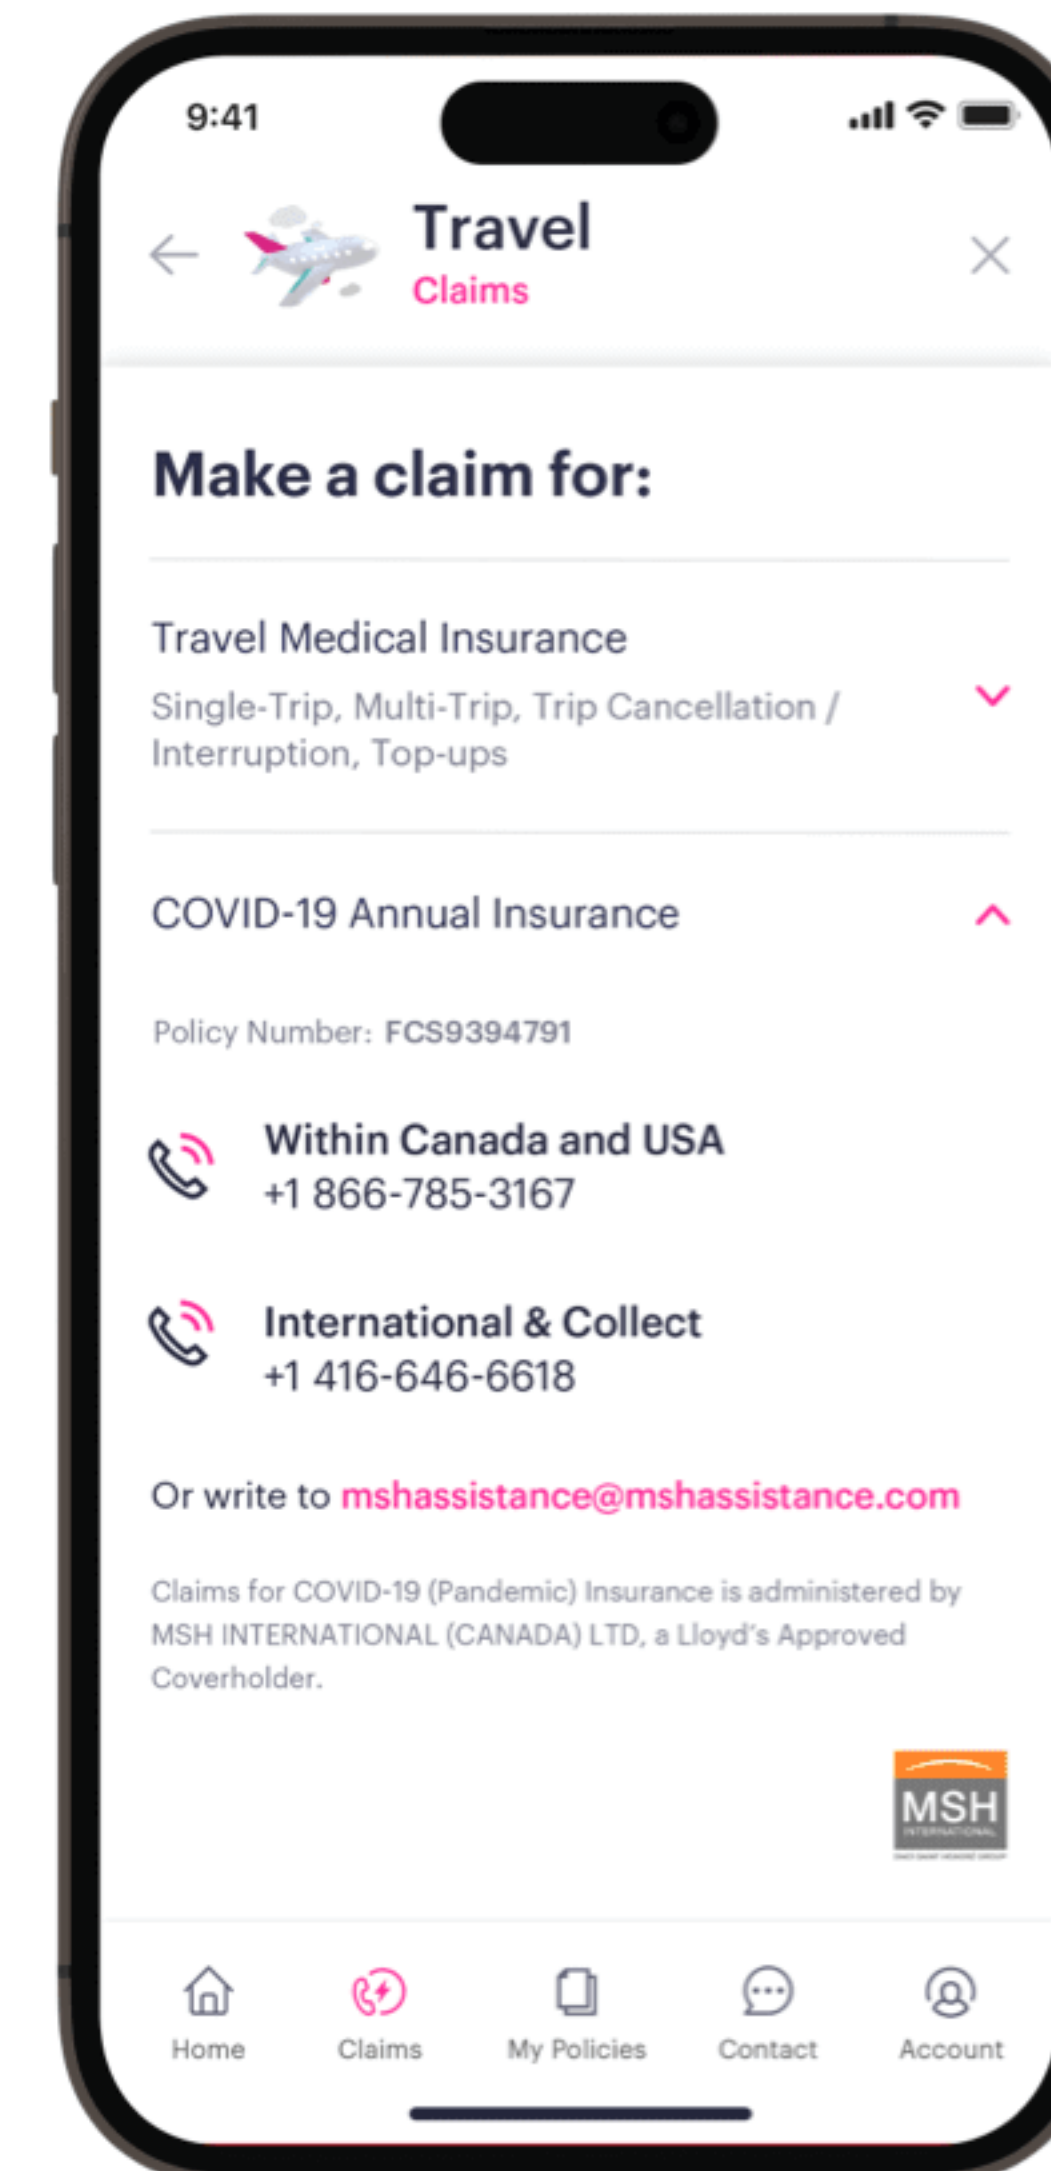 9:41
Travel
Claims
Make a claim for:
Travel Medical Insurance
Single-Trip, Multi-Trip, Trip Cancellation /
Interruption, Top-ups
COVID-19 Annual Insurance
Policy Number: FCS9394791
Within Canada and USA
+1 866-785-3167
International & Collect
+1 416-646-6618
Or write to mshassistance@mshassistance.com
Claims for COVID-19 (Pandemic) Insurance is administered by
MSH INTERNATIONAL (CANADA) LTD, a Lloyd's Approved
Coverholder.
MSH
INTERNATIONAL
Home Claims My Policies Contact Account